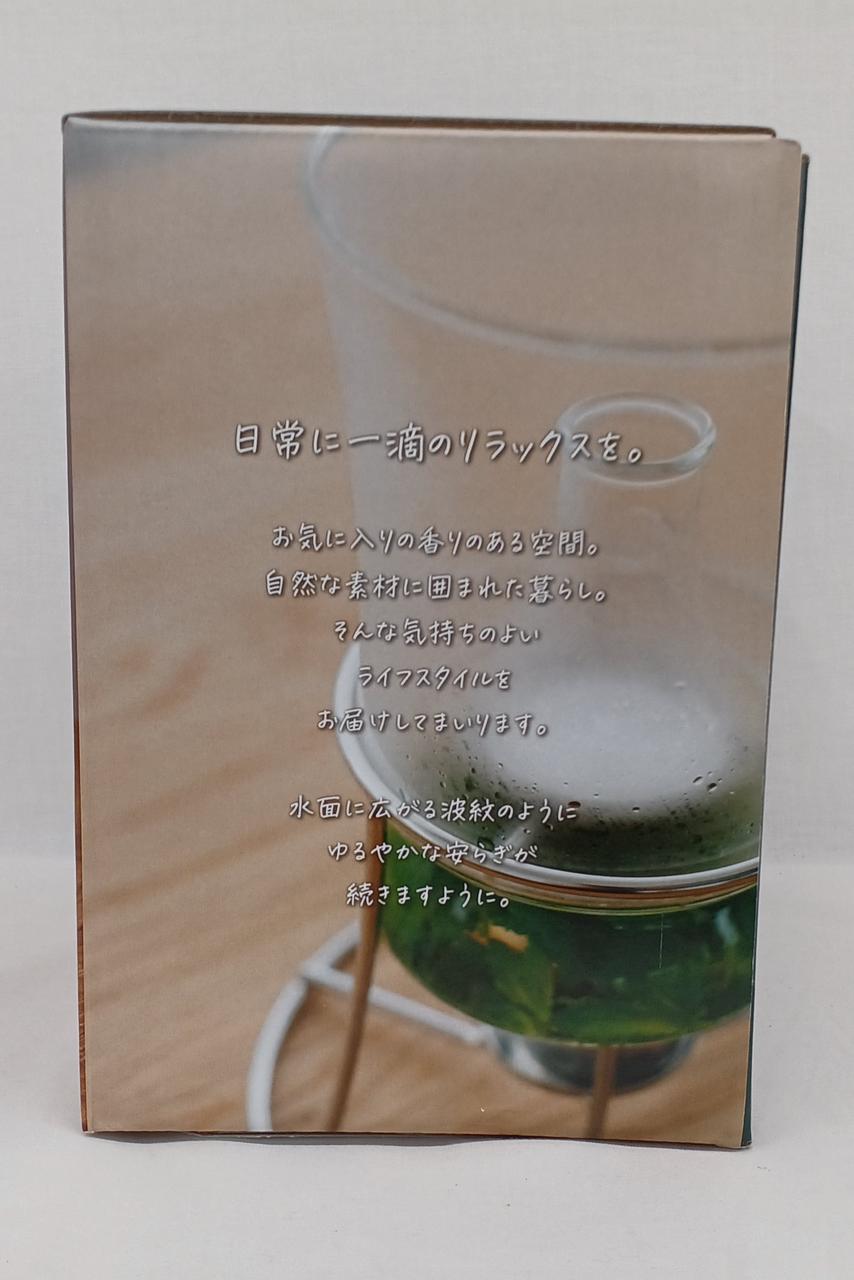 日常に一滴のリラックスを。
お気に入りの香りのある空間。
自然な素材に囲まれた暮らし。
そんな気持ちのよい
ライフスタイルを
お届けしてまいります。
水面に広がる波紋のように
ゆるやかな安らぎが
続きますように。